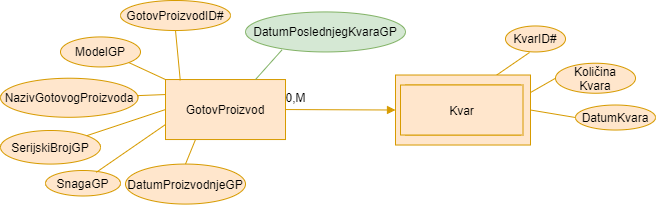 GotovProizvodID#
DatumPoslednjegKvaraGP
KvarID#
ModelGP
Količina
Kvara
NazivGotovogProizvoda
0,M
GotovProizvod
Kvar
DatumKvara
SerijskiBrojGP
SnagaGP
DatumProizvodnjeGP